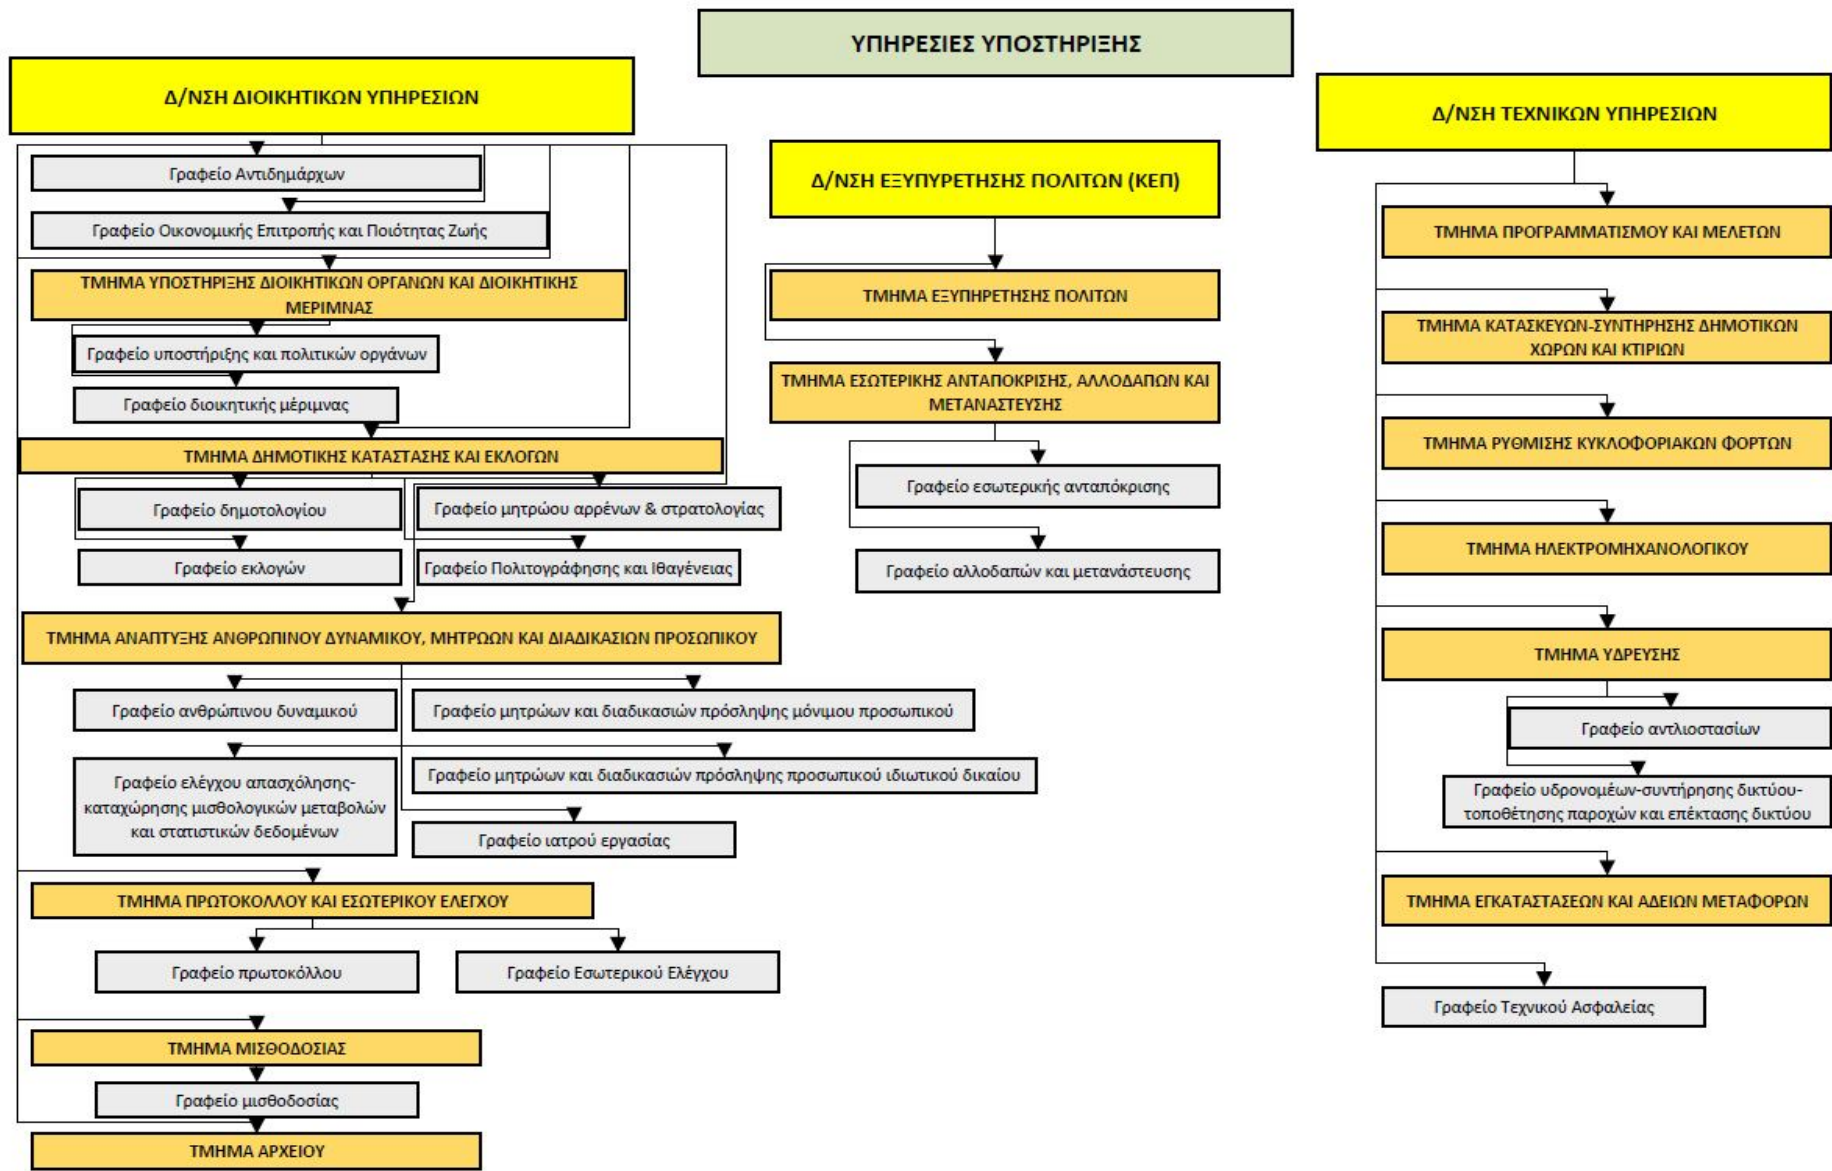 ΥΠΗΡΕΣΙΕΣ ΥΠΟΣΤΗΡΙΞΗΣ
Δ/ΝΣΗ ΔΙΟΙΚΗΤΙΚΩΝ ΥΠΗΡΕΣΙΩΝ
Γραφείο Αντιδημάρχων
Γραφείο Οικονομικής Επιτροπής και Ποιότητας Ζωής
ΤΜΗΜΑ ΥΠΟΣΤΗΡΙΞΗΣ ΔΙΟΙΚΗΤΙΚΩΝ ΟΡΓΑΝΩΝ ΚΑΙ ΔΙΟΙΚΗΤΙΚΗΣ
ΜΕΡΙΜΝΑΣ
Γραφείο υποστήριξης και πολιτικών οργάνων
Γραφείο διοικητικής μέριμνας
ΤΜΗΜΑ ΔΗΜΟΤΙΚΗΣ ΚΑΤΑΣΤΑΣΗΣ ΚΑΙ ΕΚΛΟΓΩΝ
Γραφείο δημοτολογίου
Γραφείο μητρώου αρρένων & στρατολογίας
Γραφείο εκλογών
Γραφείο Πολιτογράφησης και Ιθαγένειας
ΤΜΗΜΑ ΑΝΑΠΤΥΞΗΣ ΑΝΘΡΩΠΙΝΟΥ ΔΥΝΑΜΙΚΟΥ, ΜΗΤΡΩΩΝ ΚΑΙ ΔΙΑΔΙΚΑΣΙΩΝ ΠΡΟΣΩΠΙΚΟΥ
Γραφείο ανθρώπινου δυναμικού
Γραφείο μητρώων και διαδικασιών πρόσληψης μόνιμου προσωπικού
Γραφείο ελέγχου απασχόλησης-
καταχώρησης μισθολογικών μεταβολών
και στατιστικών δεδομένων
Γραφείο μητρώων και διαδικασιών πρόσληψης προσωπικού ιδιωτικού δικαίου
Γραφείο ιατρού εργασίας
ΤΜΗΜΑ ΠΡΩΤΟΚΟΛΛΟΥ ΚΑΙ ΕΣΩΤΕΡΙΚΟΥ ΕΛΕΓΧΟΥ
Γραφείο πρωτοκόλλου
Γραφείο Εσωτερικού Ελέγχου
ΤΜΗΜΑ ΜΙΣΘΟΔΟΣΙΑΣ
Γραφείο μισθοδοσίας
ΤΜΗΜΑ ΑΡΧΕΙΟΥ
Δ/ΝΣΗ ΕΞΥΠΥΡΕΤΗΣΗΣ ΠΟΛΙΤΩΝ (ΚΕΠ)
ΤΜΗΜΑ ΕΞΥΠΗΡΕΤΗΣΗΣ ΠΟΛΙΤΩΝ
ΤΜΗΜΑ ΕΣΩΤΕΡΙΚΗΣ ΑΝΤΑΠΟΚΡΙΣΗΣ, ΑΛΛΟΔΑΠΩΝ ΚΑΙ
ΜΕΤΑΝΑΣΤΕΥΣΗΣ
Γραφείο εσωτερικής ανταπόκρισης
Γραφείο αλλοδαπών και μετανάστευσης
Δ/ΝΣΗ ΤΕΧΝΙΚΩΝ ΥΠΗΡΕΣΙΩΝ
ΤΜΗΜΑ ΠΡΟΓΡΑΜΜΑΤΙΣΜΟΥ ΚΑΙ ΜΕΛΕΤΩΝ
ΤΜΗΜΑ ΚΑΤΑΣΚΕΥΩΝ-ΣΥΝΤΗΡΗΣΗΣ ΔΗΜΟΤΙΚΩΝ
ΧΩΡΩΝ ΚΑΙ ΚΤΙΡΙΩΝ
ΤΜΗΜΑ ΡΥΘΜΙΣΗΣ ΚΥΚΛΟΦΟΡΙΑΚΩΝ ΦΟΡΤΩΝ
ΤΜΗΜΑ ΗΛΕΚΤΡΟΜΗΧΑΝΟΛΟΓΙΚΟΥ
ΤΜΗΜΑ ΥΔΡΕΥΣΗΣ
Γραφείο αντλιοστασίων
Γραφείο υδρονομέων-συντήρησης δικτύου-
τοποθέτησης παροχών και επέκτασης δικτύου
ΤΜΗΜΑ ΕΓΚΑΤΑΣΤΑΣΕΩΝ ΚΑΙ ΑΔΕΙΩΝ ΜΕΤΑΦΟΡΩΝ
Γραφείο Τεχνικού Ασφαλείας